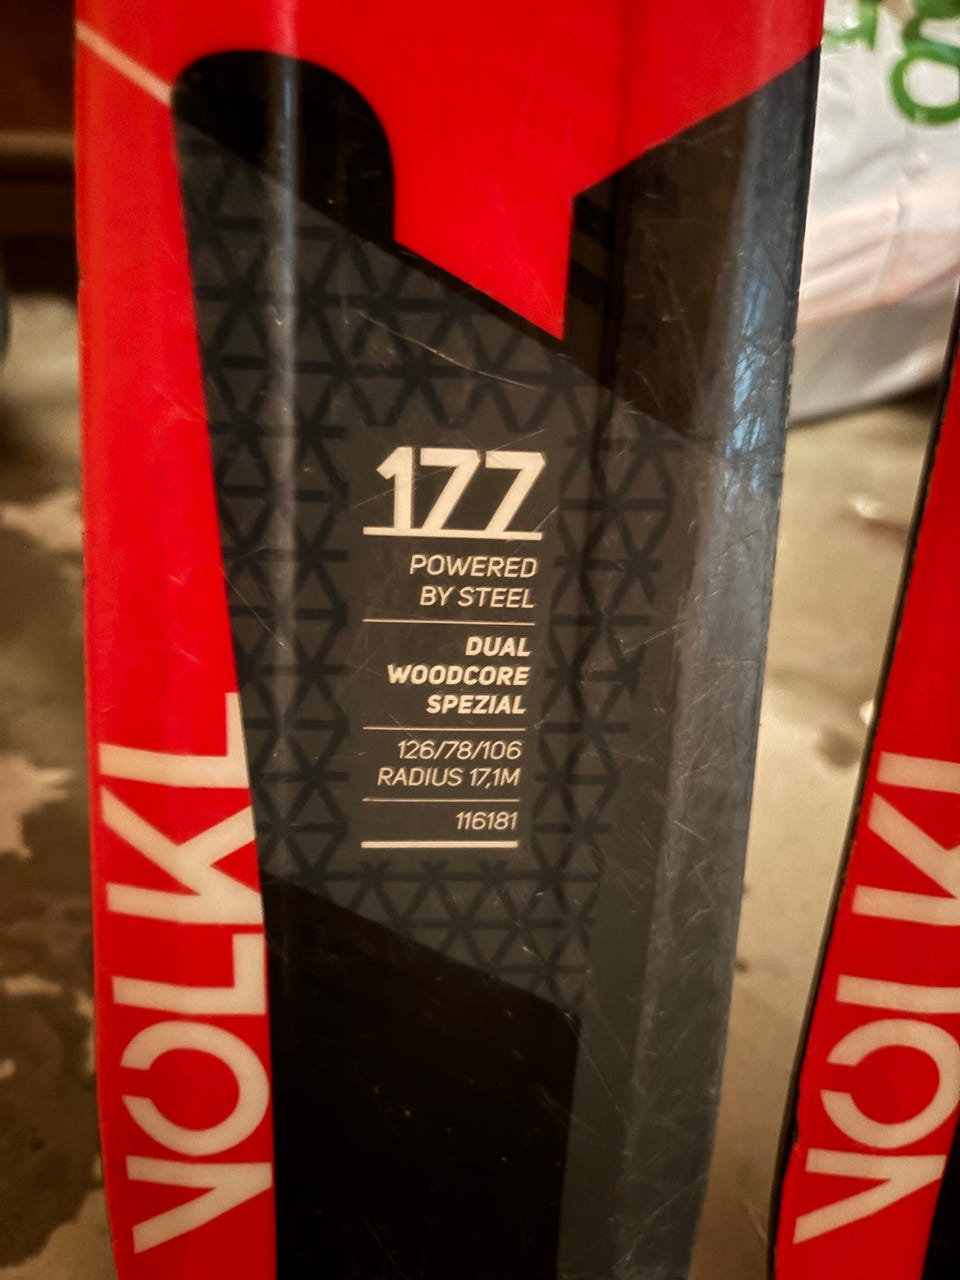 177
POWERED
BY STEEL
DUAL
WOODCORE
SPEZIAL
126/78/106
RADIUS 17,1M
116181
VOLKL
VOLKL